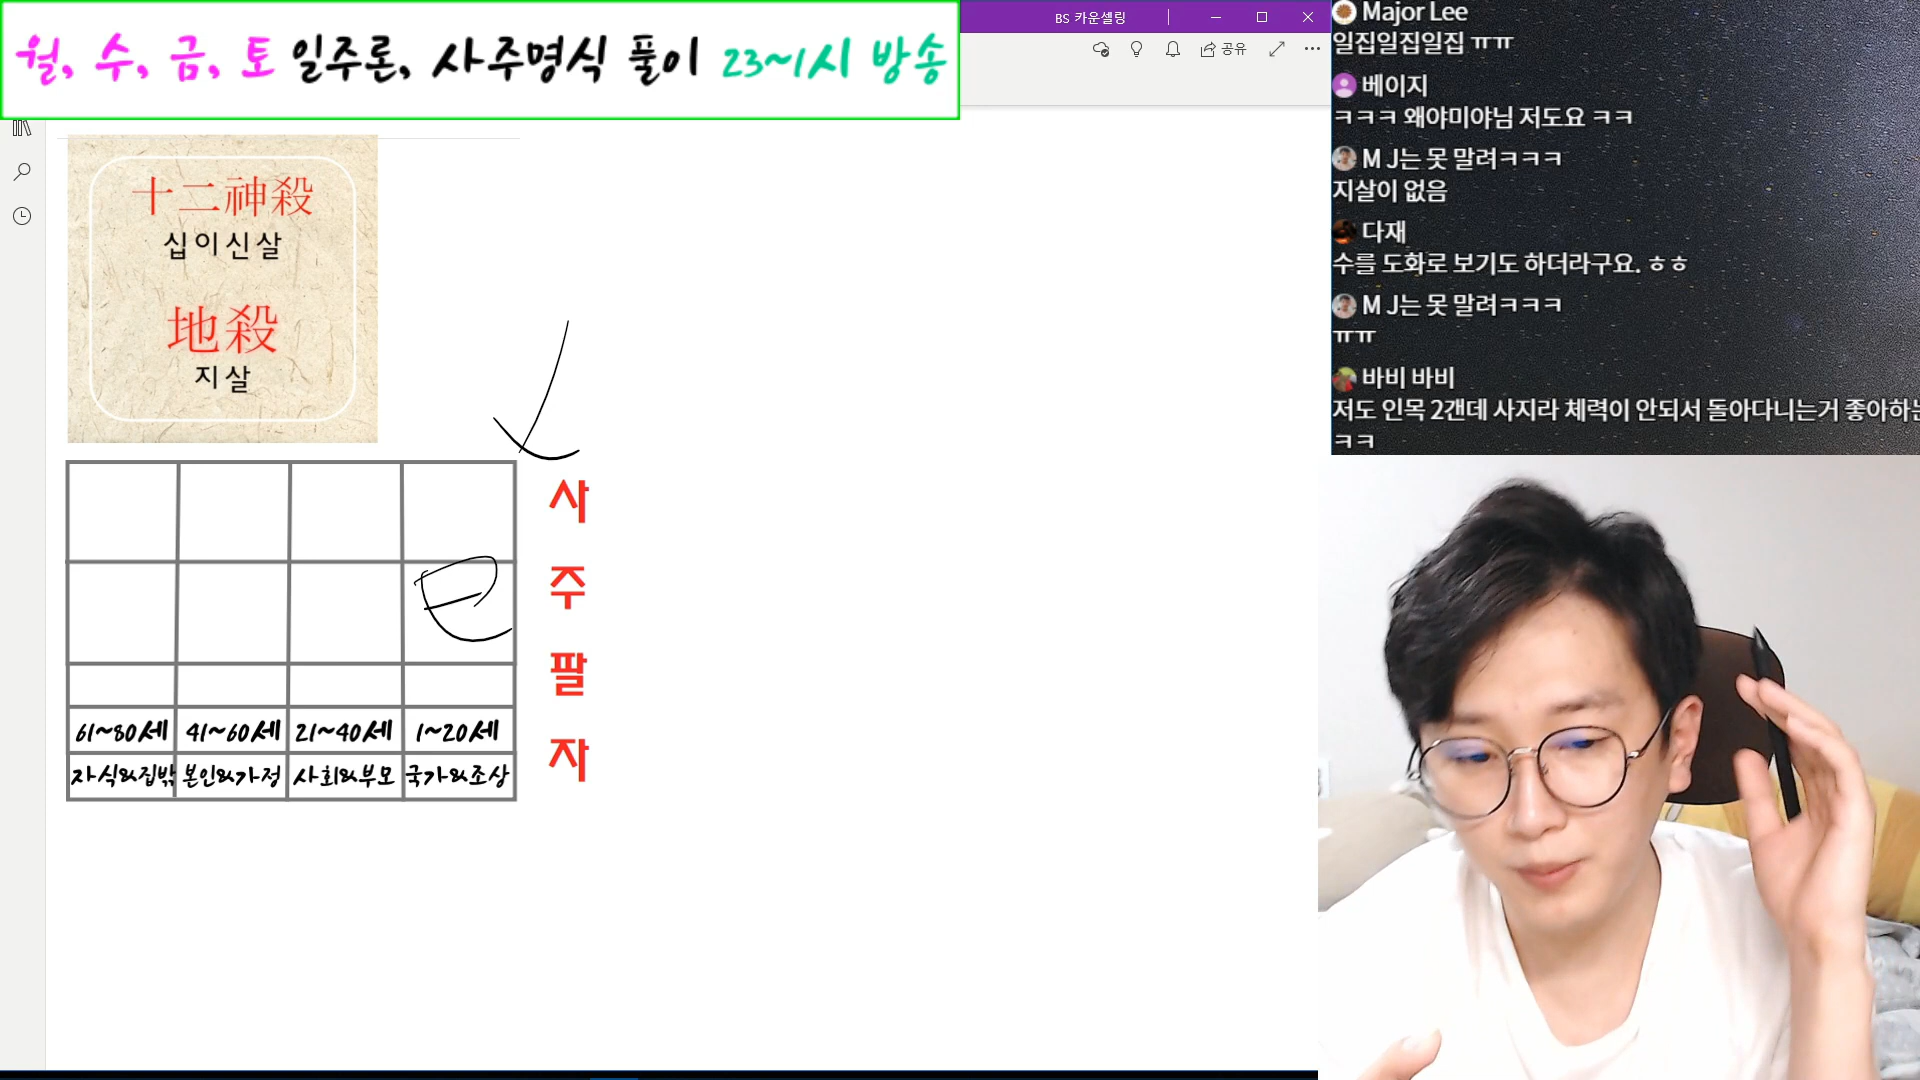 월, 수, 금, 토 일주론, 사주명식 풀이 23~1시 방송
BS 카운셀링
공유
十二神殺
십이신살
地殺
지살
사
주
팔
자
61~80세 41~60세 21~40세 1~20세
자식&집밖 본인&가정 사회&부모 국가&조상
Major Lee
일집일집일집 ㅠㅠ
베이지
ㅋㅋㅋ 왜야미야님 저도요 ㅋㅋ
M J는 못 말려ㅋㅋㅋ
지살이 없음
다재
수를 도화로 보기도 하더라구요. ㅎㅎ
M J는 못 말려ㅋㅋㅋ
ㅠㅠ
바비 바비
저도 인목 2갠데 사지라 체력이 안되서 돌아다니는거 좋아하는
ㅋㅋ